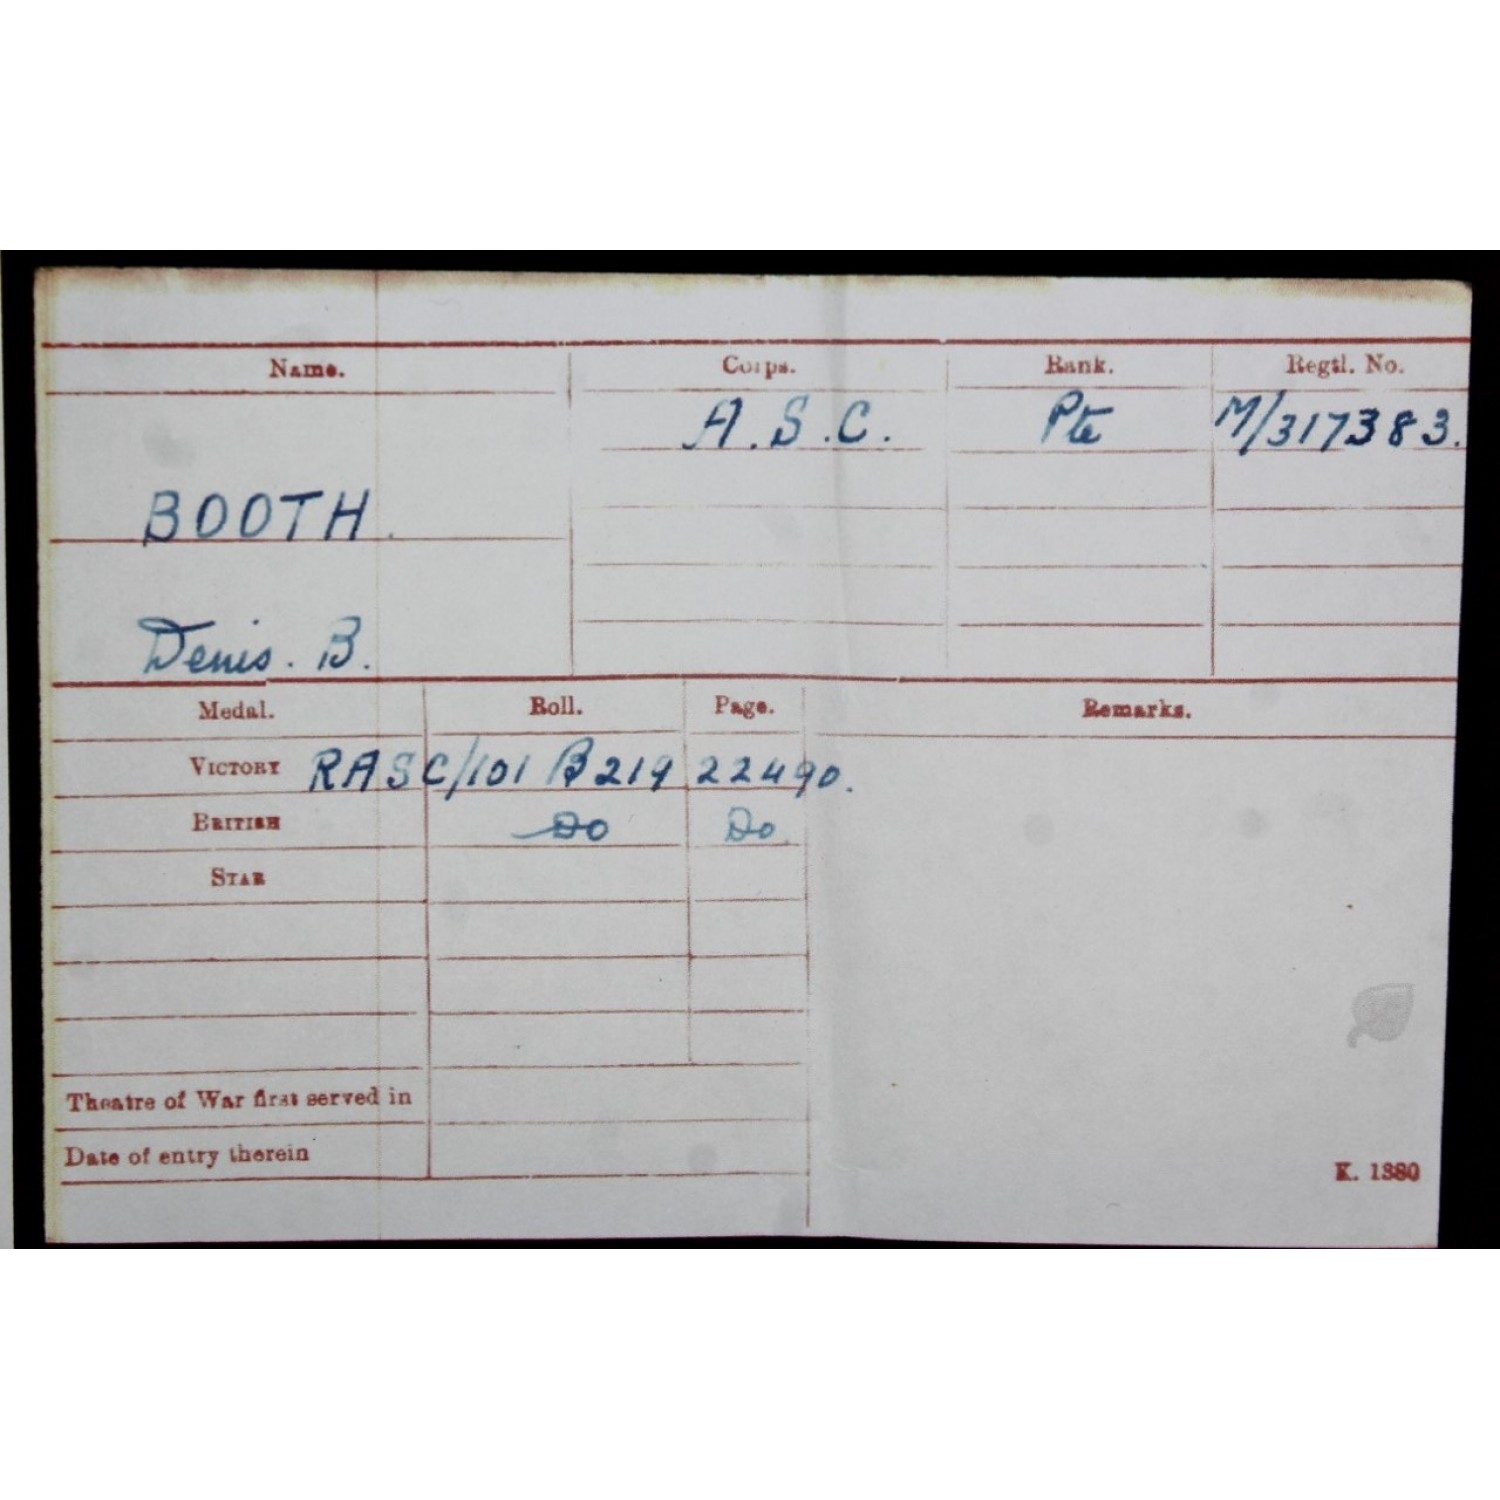 Name. Corps. Rank. Regtl. No.
A.S.C. Pte M/317383.
BOOTH.
Denis. B.
Medal. Roll. Page. Remarks.
VICTORY RASC/101 B219 22490.
BRITISH Do Do
STAR
Theatre of War first served in
Date of entry therein
K. 1380